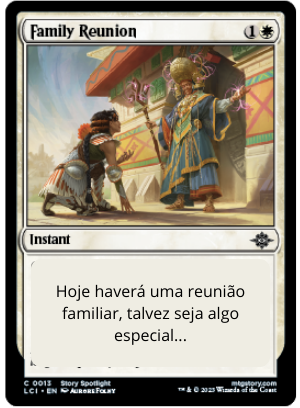 Family Reunion 1
Instant
Hoje haverá uma reunião
familiar, talvez seja algo
especial...
C 0013 Story Spotlight mtgstory.com
LCI • EN Aurore Folny ™ & © 2023 Wizards of the Coast